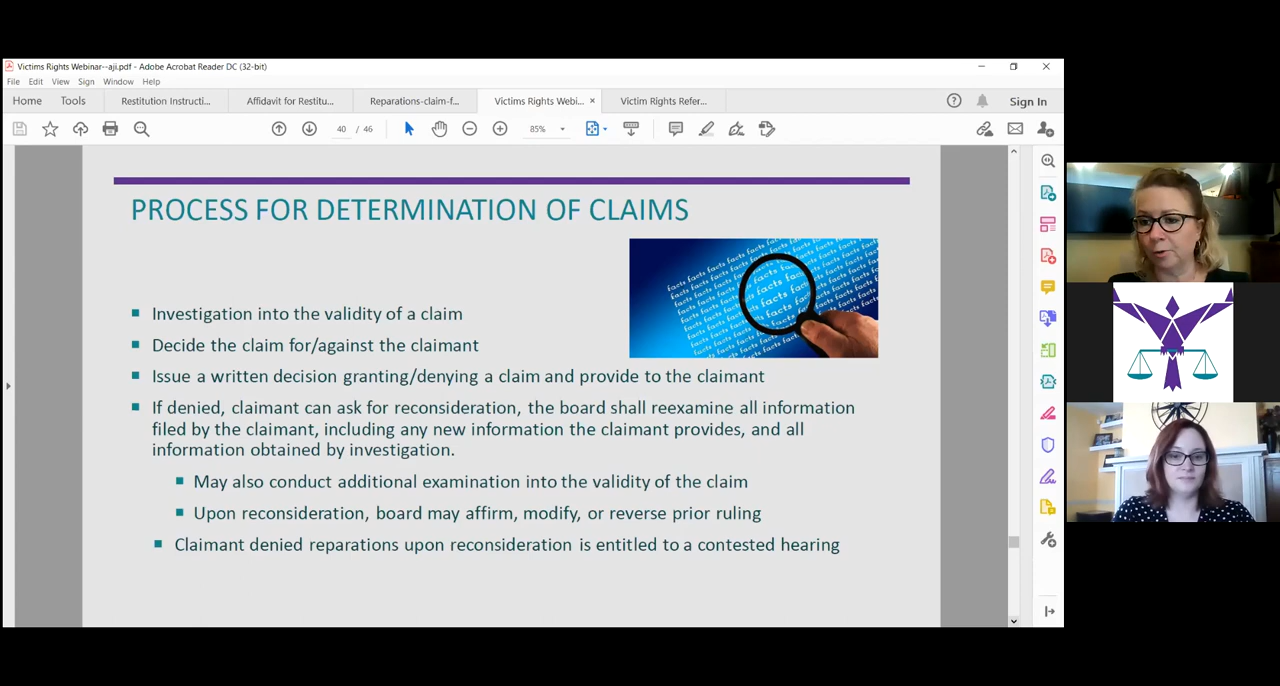 Victims Rights Webinar--aji.pdf - Adobe Acrobat Reader DC (32-bit)
File Edit View Sign Window Help
Home Tools Restitution Instructi... Affidavit for Restitu... Reparations-claim-f... Victims Rights Webi... × Victim Rights Refer... Sign In
40 / 46 85%
PROCESS FOR DETERMINATION OF CLAIMS
facts facts facts facts facts facts
Investigation into the validity of a claim
Decide the claim for/against the claimant
Issue a written decision granting/denying a claim and provide to the claimant
If denied, claimant can ask for reconsideration, the board shall reexamine all information
filed by the claimant, including any new information the claimant provides, and all
information obtained by investigation.
May also conduct additional examination into the validity of the claim
Upon reconsideration, board may affirm, modify, or reverse prior ruling
Claimant denied reparations upon reconsideration is entitled to a contested hearing